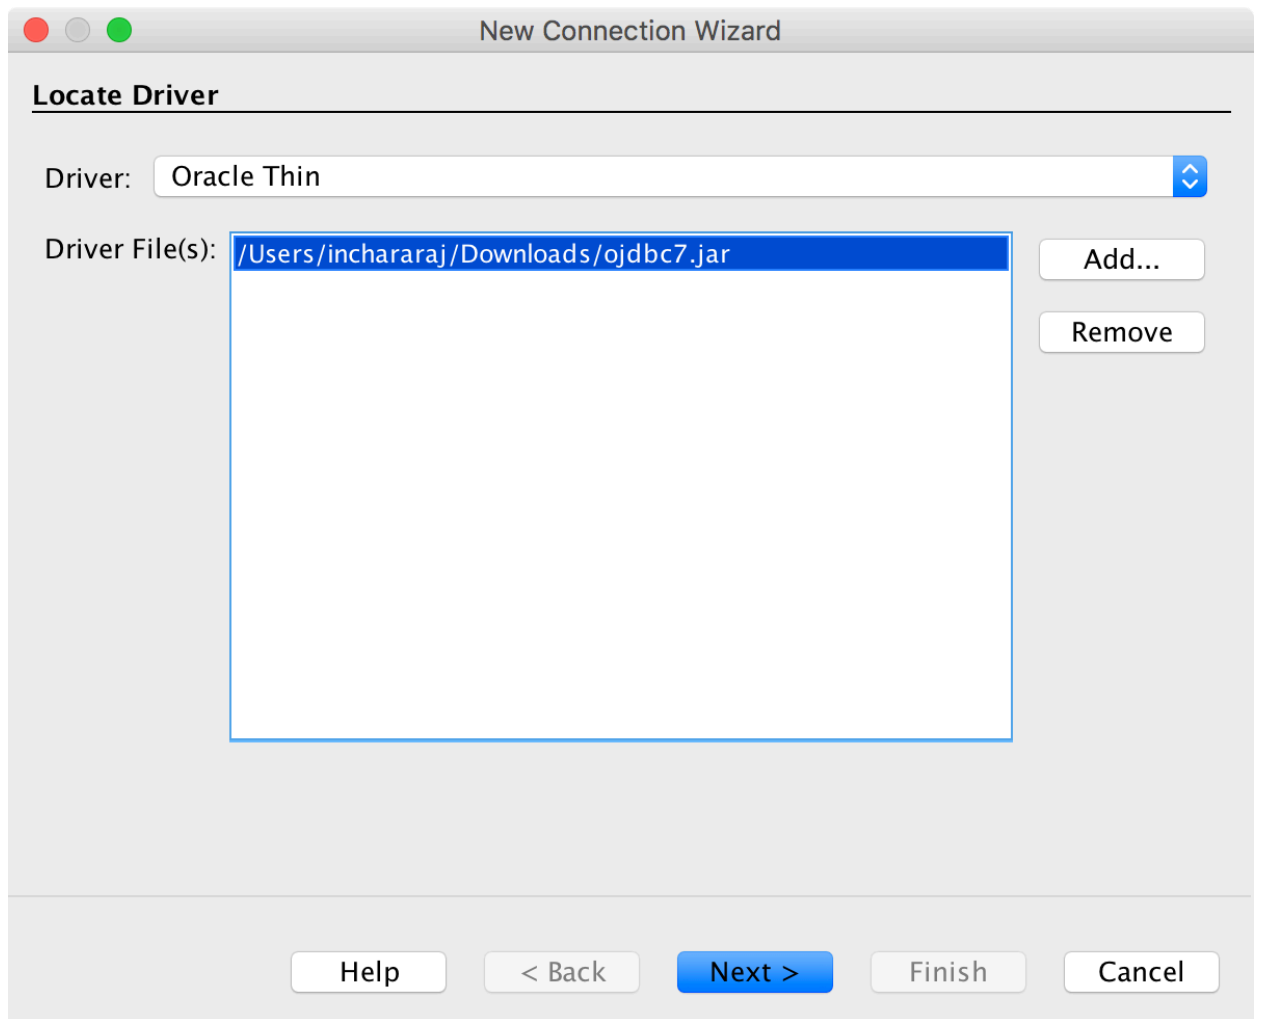 New Connection Wizard
Locate Driver
Driver: Oracle Thin
Driver File(s): /Users/inchararaj/Downloads/ojdbc7.jar Add...
Remove
Help < Back Next > Finish Cancel